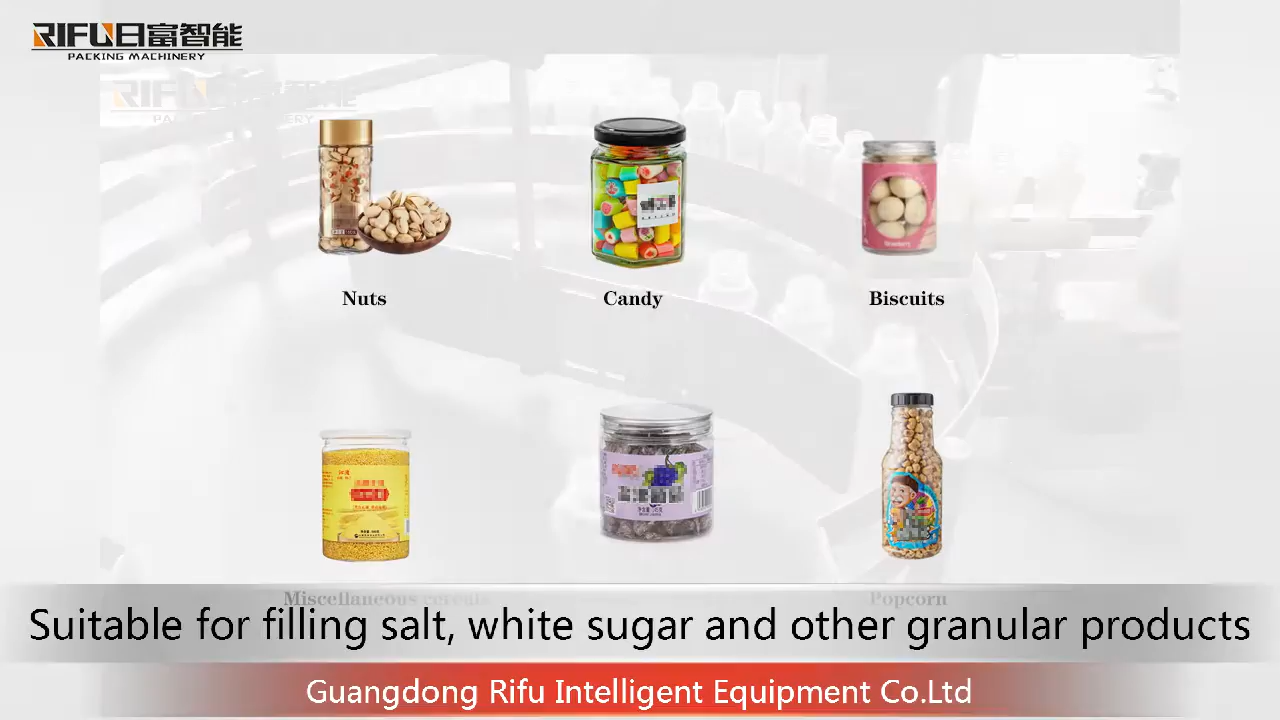 RIFU日富智能
PACKING MACHINERY
Nuts
Candy
Biscuits
Miscellaneous cereals
Popcorn
Suitable for filling salt, white sugar and other granular products
Guangdong Rifu Intelligent Equipment Co.Ltd